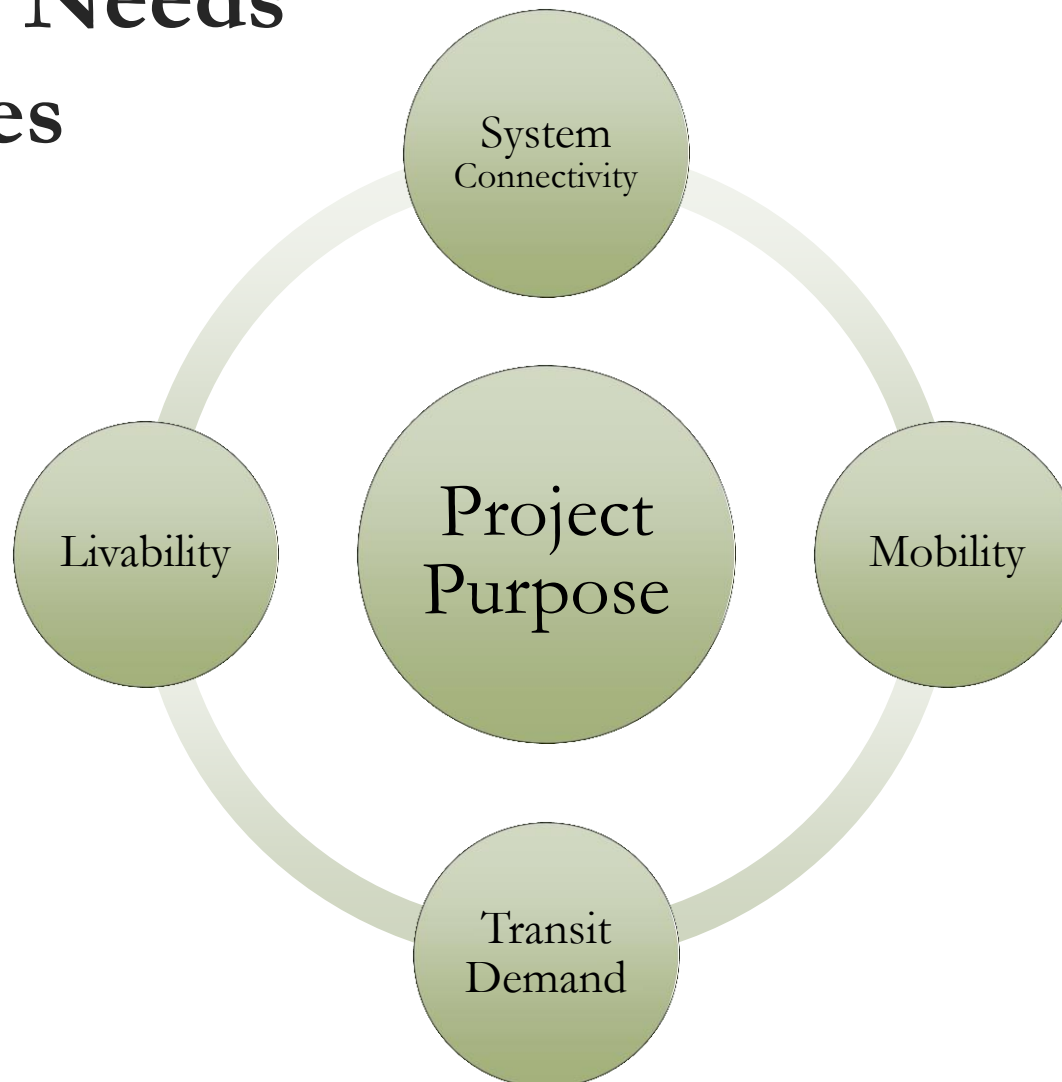 Needs
es
System
Connectivity
Livability
Project
Purpose
Mobility
Transit
Demand